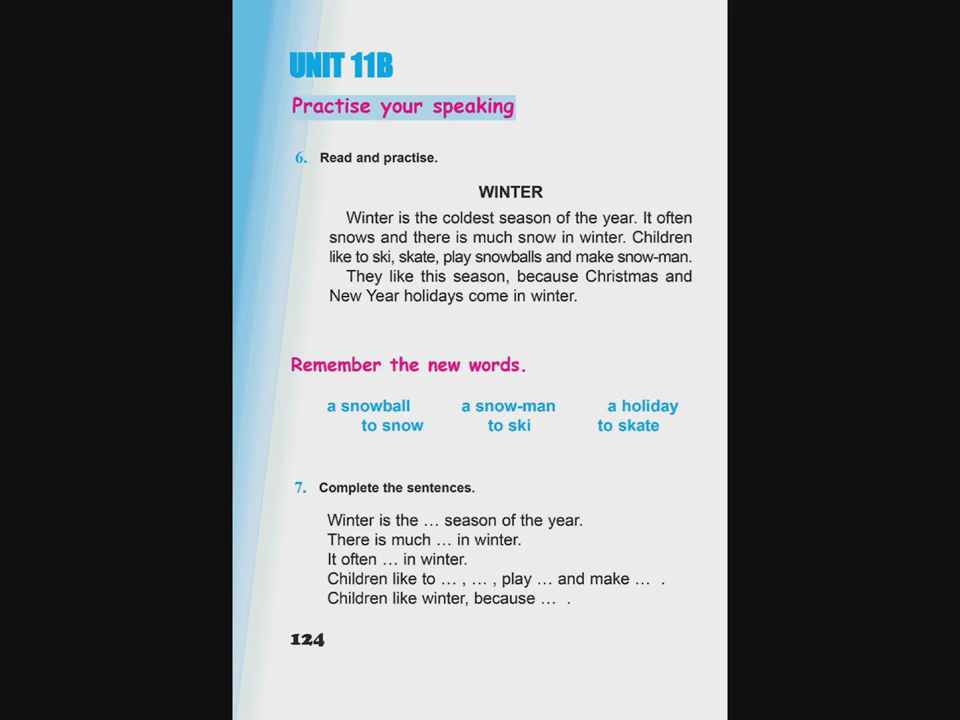 UNIT 11B
Practise your speaking
6. Read and practise.
WINTER
Winter is the coldest season of the year. It often
snows and there is much snow in winter. Children
like to ski, skate, play snowballs and make snow-man.
They like this season, because Christmas and
New Year holidays come in winter.
Remember the new words.
a snowball a snow-man a holiday
to snow to ski to skate
7. Complete the sentences.
Winter is the … season of the year.
There is much … in winter.
It often … in winter.
Children like to … , … , play … and make … .
Children like winter, because … .
124